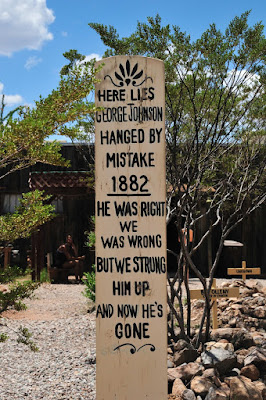 HERE LIES
GEORGE JOHNSON
HANGED BY
MISTAKE
1882
HE WAS RIGHT
WE
WAS WRONG
BUT WE STRUNG
HIM UP
AND NOW HE'S
GONE